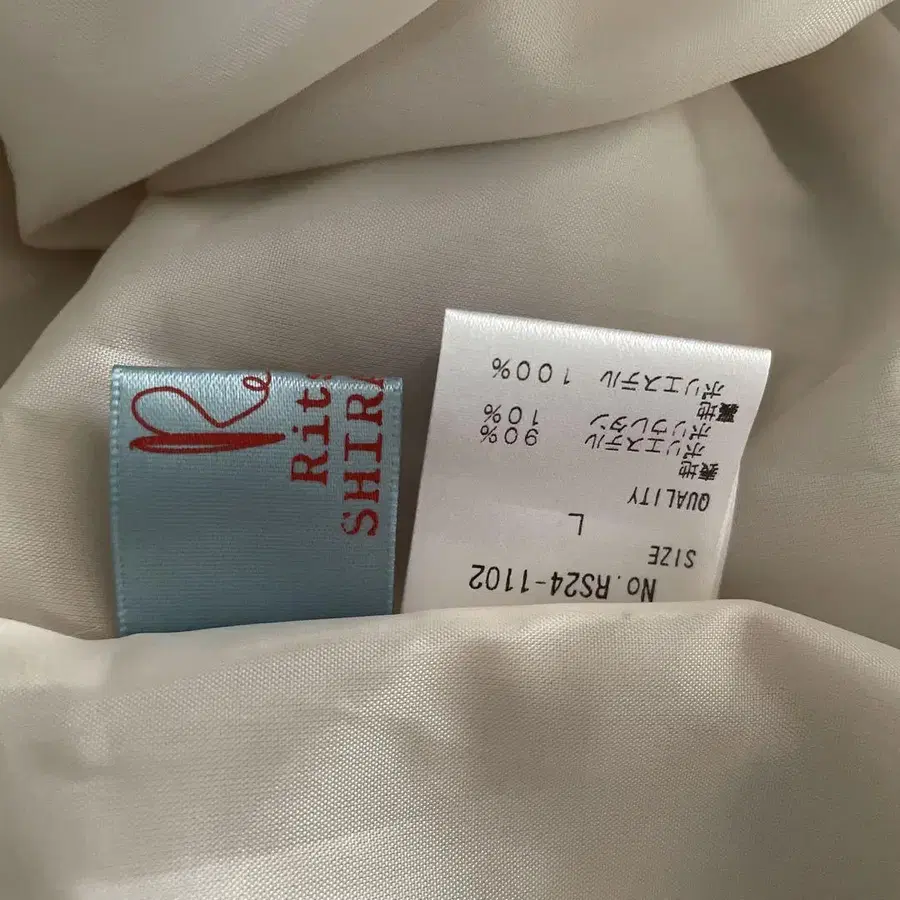 Rits
SHIRA
No.RS24-1102
SIZE
L
QUALITY
表地
ポリエステル 90%
ポリウレタン 10%
裏地
ポリエステル 100%